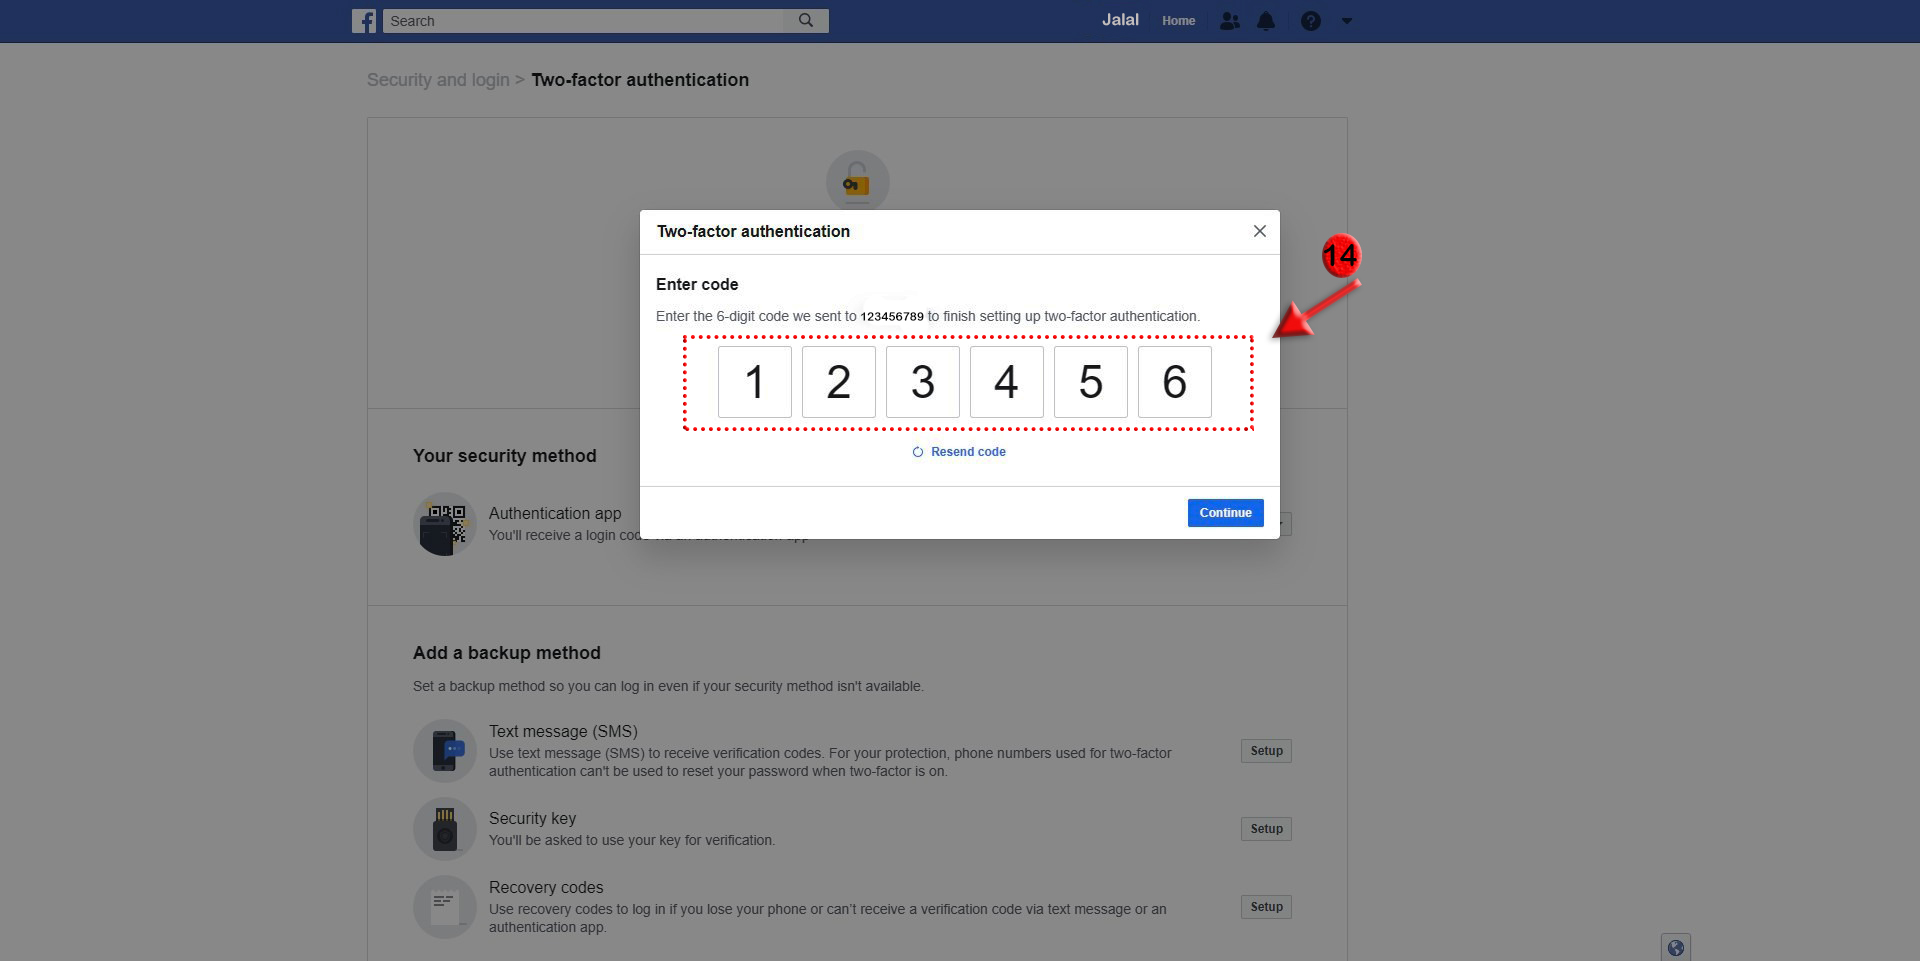 Search
Jalal Home
Security and login > Two-factor authentication
Two-factor authentication
14
Enter code
Enter the 6-digit code we sent to 123456789 to finish setting up two-factor authentication.
1 2 3 4 5 6
Resend code
Continue
Your security method
Authentication app
You'll receive a login code via an authentication app
Add a backup method
Set a backup method so you can log in even if your security method isn't available.
Text message (SMS)
Use text message (SMS) to receive verification codes. For your protection, phone numbers used for two-factor
authentication can't be used to reset your password when two-factor is on.
Setup
Security key
You'll be asked to use your key for verification.
Setup
Recovery codes
Use recovery codes to log in if you lose your phone or can't receive a verification code via text message or an
authentication app.
Setup